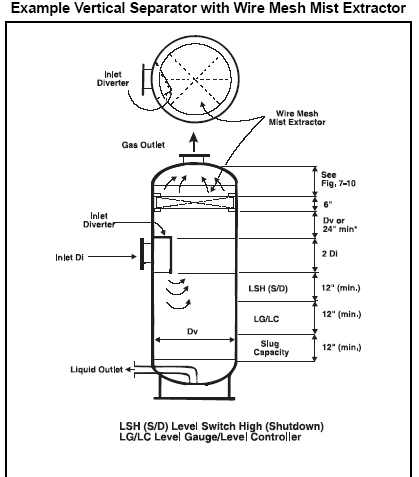 Example Vertical Separator with Wire Mesh Mist Extractor
Inlet
Diverter
Wire Mesh
Mist Extractor
Gas Outlet
See
Fig, 7-10
6"
Inlet
Diverter
Dv or
24" min*
Inlet Di
2 Di
LSH (S/D)
12" (min.)
LG/LC
12" (min.)
Dv
Slug
Capacity
12" (min.)
Liquid Outlet
LSH (S/D) Level Switch High (Shutdown)
LG/LC Level Gauge/Level Controller